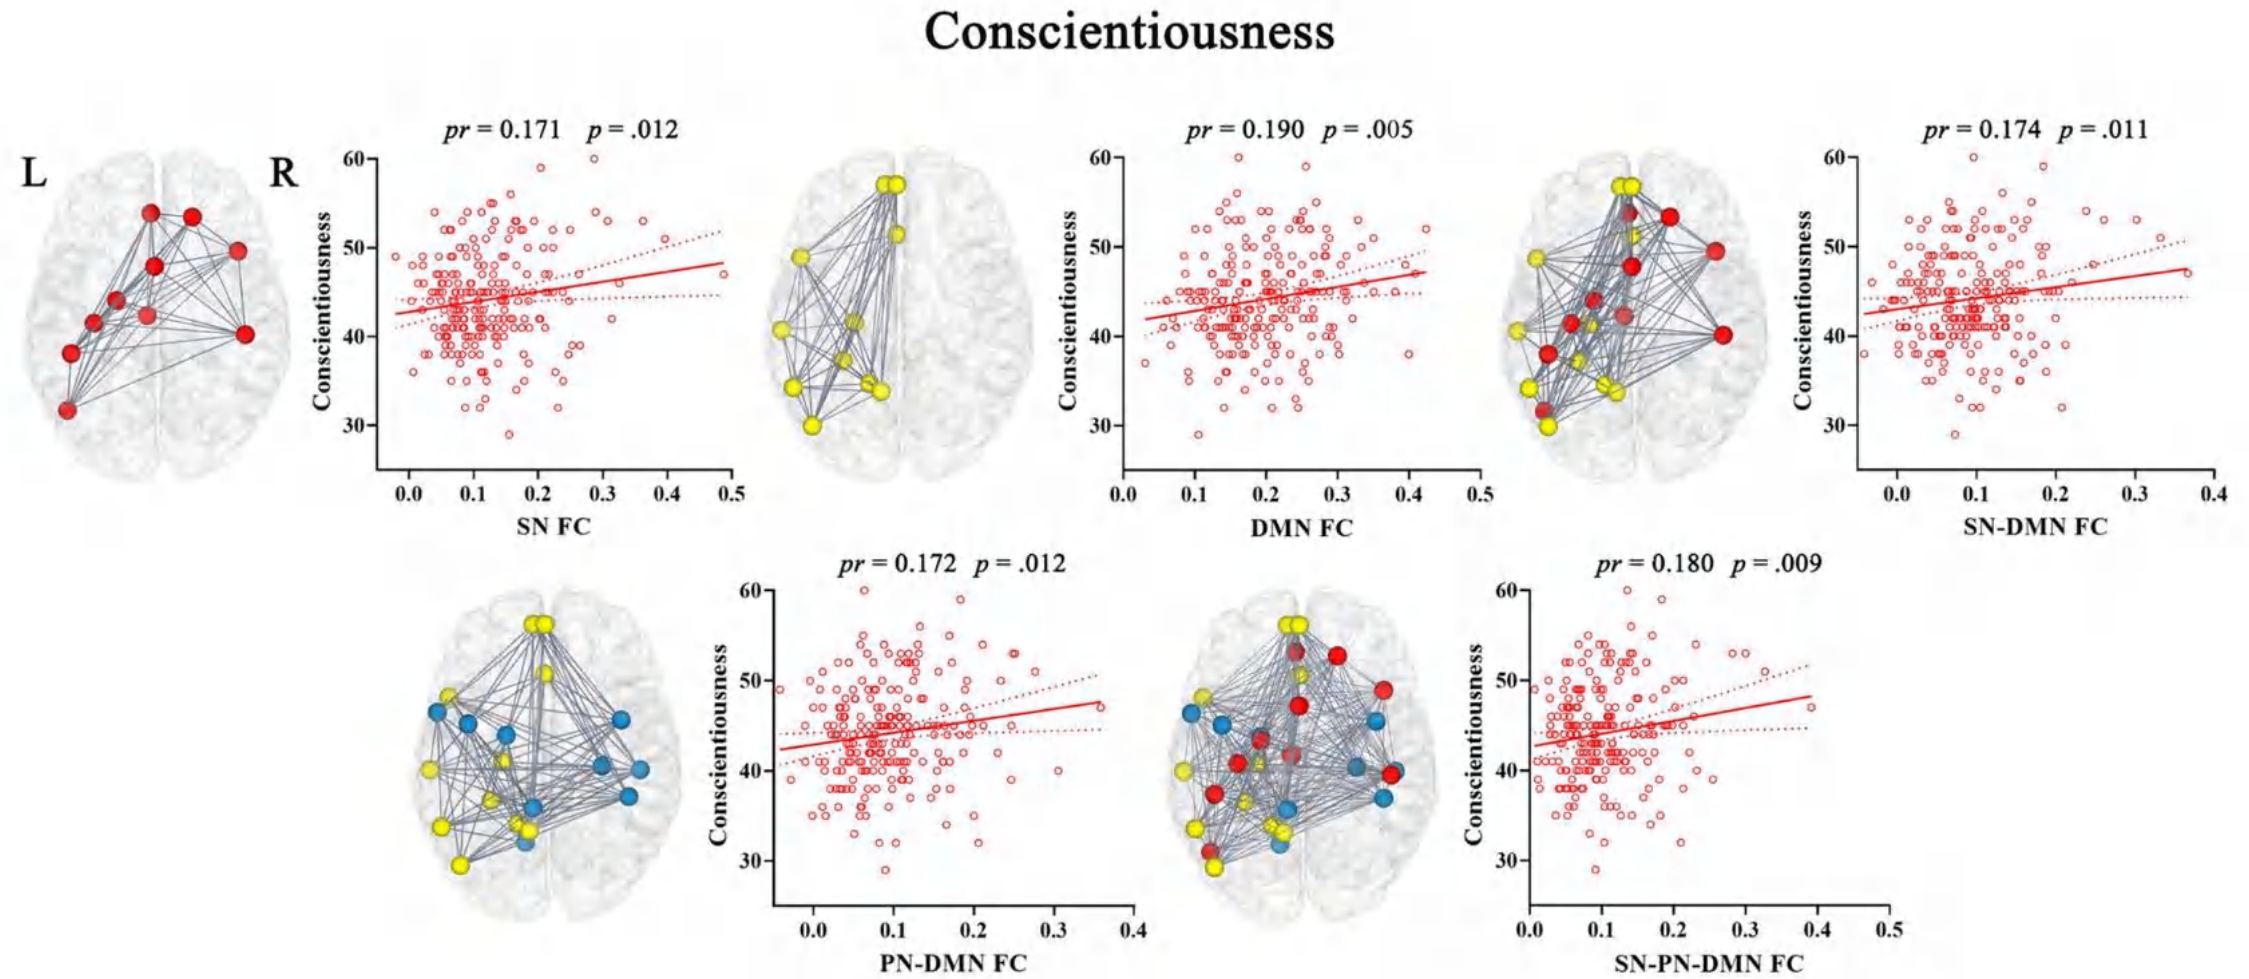 Conscientiousness
L
R
pr = 0.171 p = .012
Conscientiousness
60
50
40
30
0.0 0.1 0.2 0.3 0.4 0.5
SN FC
pr = 0.190 p = .005
Conscientiousness
60
50
40
30
0.0 0.1 0.2 0.3 0.4 0.5
DMN FC
pr = 0.174 p = .011
Conscientiousness
60
50
40
30
0.0 0.1 0.2 0.3 0.4
SN-DMN FC
pr = 0.172 p = .012
Conscientiousness
60
50
40
30
0.0 0.1 0.2 0.3 0.4
PN-DMN FC
pr = 0.180 p = .009
Conscientiousness
60
50
40
30
0.0 0.1 0.2 0.3 0.4 0.5
SN-PN-DMN FC